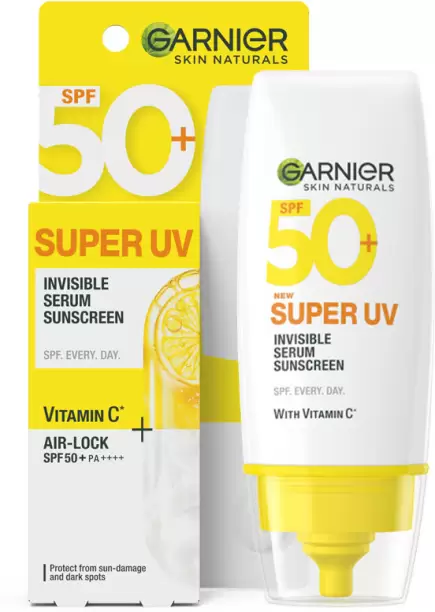 GARNIER
SKIN NATURALS
SPF
50+
SUPER UV
INVISIBLE
SERUM
SUNSCREEN
SPF. EVERY. DAY.
VITAMIN C*
+
AIR-LOCK
SPF50+ PA++++
Protect from sun-damage
and dark spots
GARNIER
SKIN NATURALS
SPF
50+
NEW
SUPER UV
INVISIBLE
SERUM
SUNSCREEN
SPF. EVERY. DAY.
WITH VITAMIN C*